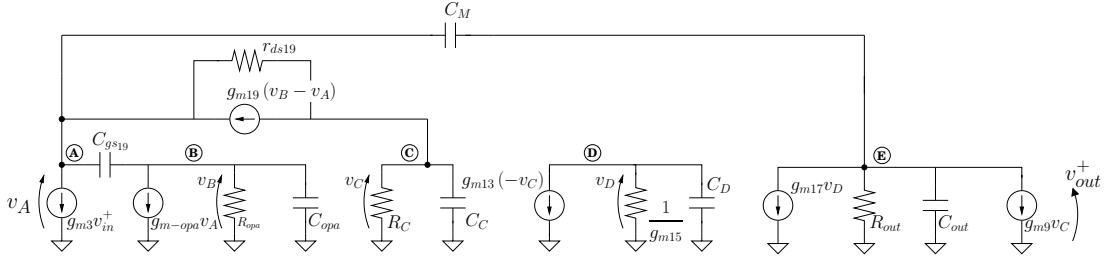 C_M
r_{ds19}
g_{m19}(v_B − v_A)
C_{gs_{19}}
A
B
C
D
E
v_A
g_{m3}v_{in}^+
g_{m−opa}v_A
v_B
R_{opa}
C_{opa}
v_C
R_C
C_C
g_{m13}(−v_C)
v_D
1
g_{m15}
C_D
g_{m17}v_D
R_{out}
C_{out}
g_{m9}v_C
v_{out}^+